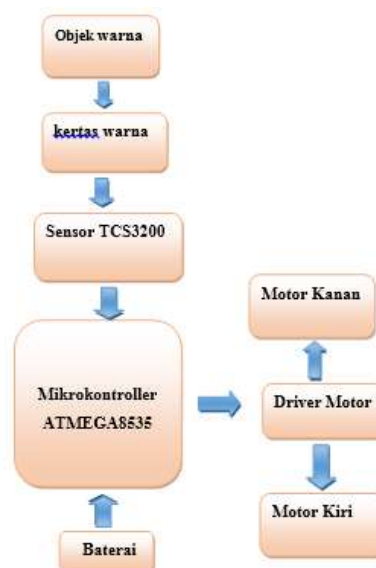 Objek warna
kertas warna
Sensor TCS3200
Motor Kanan
Mikrokontroller
ATMEGA8535
Driver Motor
Motor Kiri
Baterai